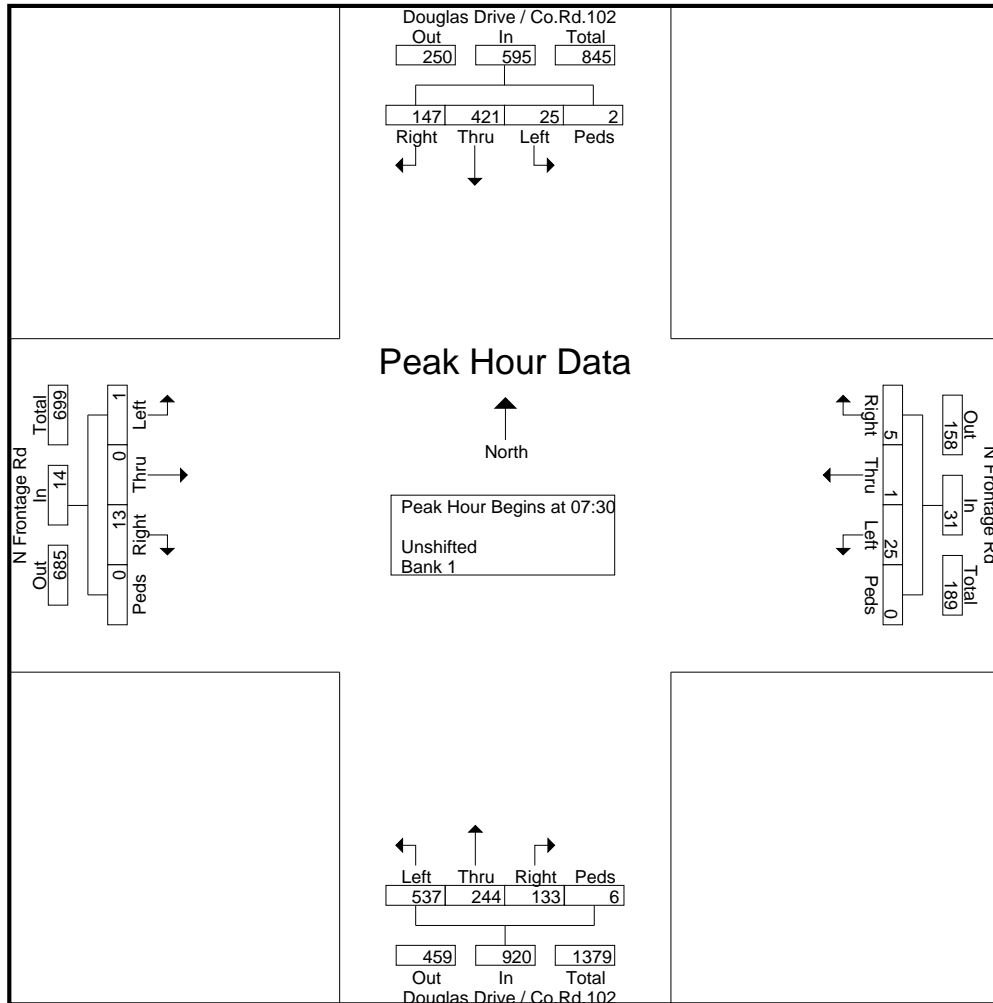 Douglas Drive / Co.Rd.102
Out In Total
250 595 845
147 421 25 2
Right Thru Left Peds
Peak Hour Data
North
Peak Hour Begins at 07:30
Unshifted
Bank 1
N Frontage Rd
Total In Out
699 14 685
1 0 13 0
Left Thru Right Peds
N Frontage Rd
Out In Total
158 31 189
5 1 25 0
Right Thru Left Peds
Left Thru Right Peds
537 244 133 6
459 920 1379
Out In Total
Douglas Drive / Co.Rd.102